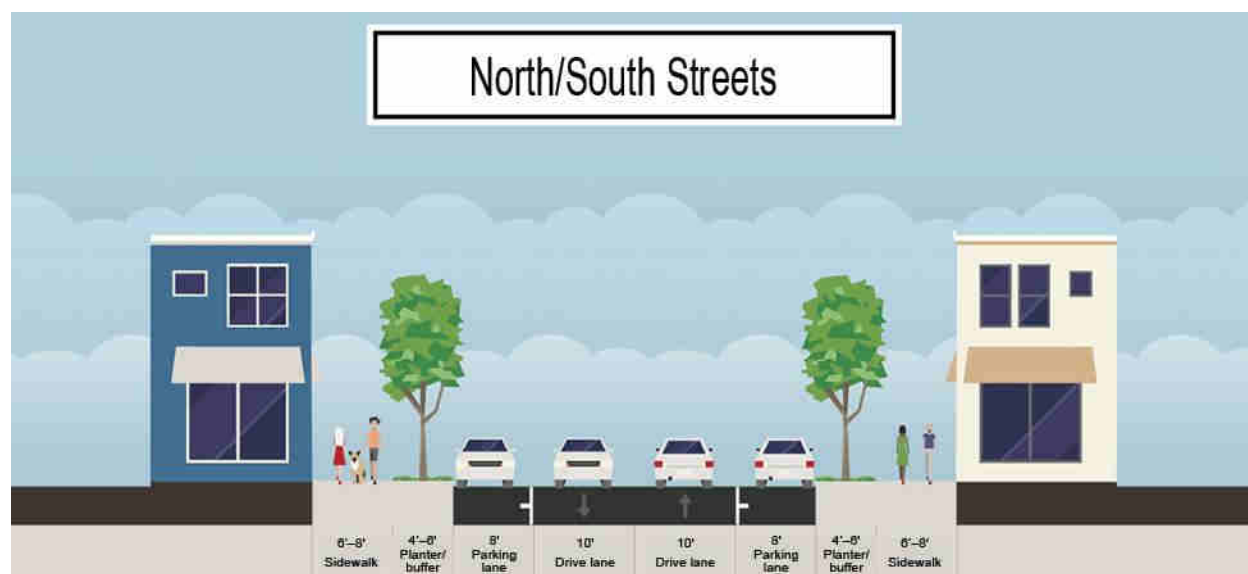 North/South Streets
6'–8'
Sidewalk
4'–6'
Planter/
buffer
8'
Parking
lane
10'
Drive lane
10'
Drive lane
8'
Parking
lane
4'–6'
Planter/
buffer
6'–8'
Sidewalk